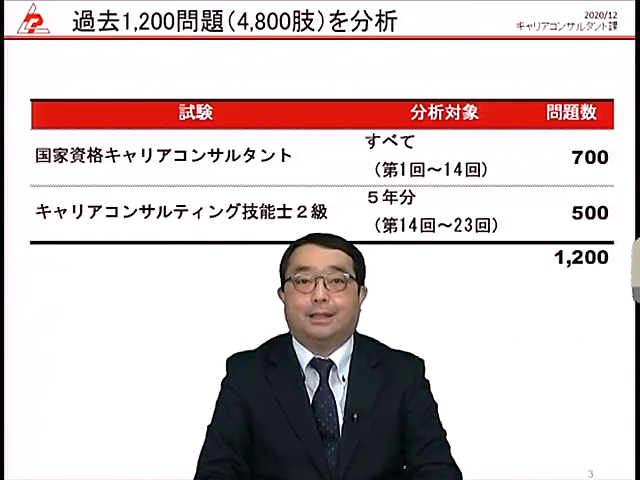 過去1,200問題（4,800肢）を分析
2020/12
キャリアコンサルタント課
試験 分析対象 問題数
国家資格キャリアコンサルタント すべて（第1回～14回） 700
キャリアコンサルティング技能士２級 ５年分（第14回～23回） 500
1,200
3